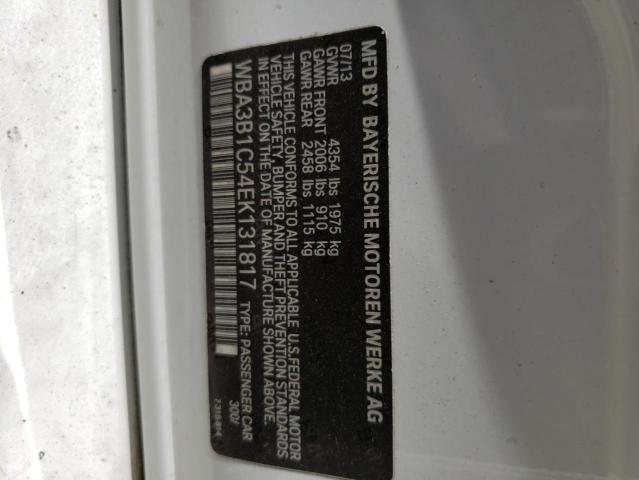 MFD BY BAYERISCHE MOTOREN WERKE AG
07/13
GVWR 4354 lbs 1975 kg
GAWR FRONT 2006 lbs 910 kg
GAWR REAR 2458 lbs 1115 kg
THIS VEHICLE CONFORMS TO ALL APPLICABLE U.S.FEDERAL MOTOR
VEHICLE SAFETY, BUMPER AND THEFT PREVENTION STANDARDS
IN EFFECT ON THE DATE OF MANUFACTURE SHOWN ABOVE.
WBA3B1C54EK131817 TYPE: PASSENGER CAR
300I